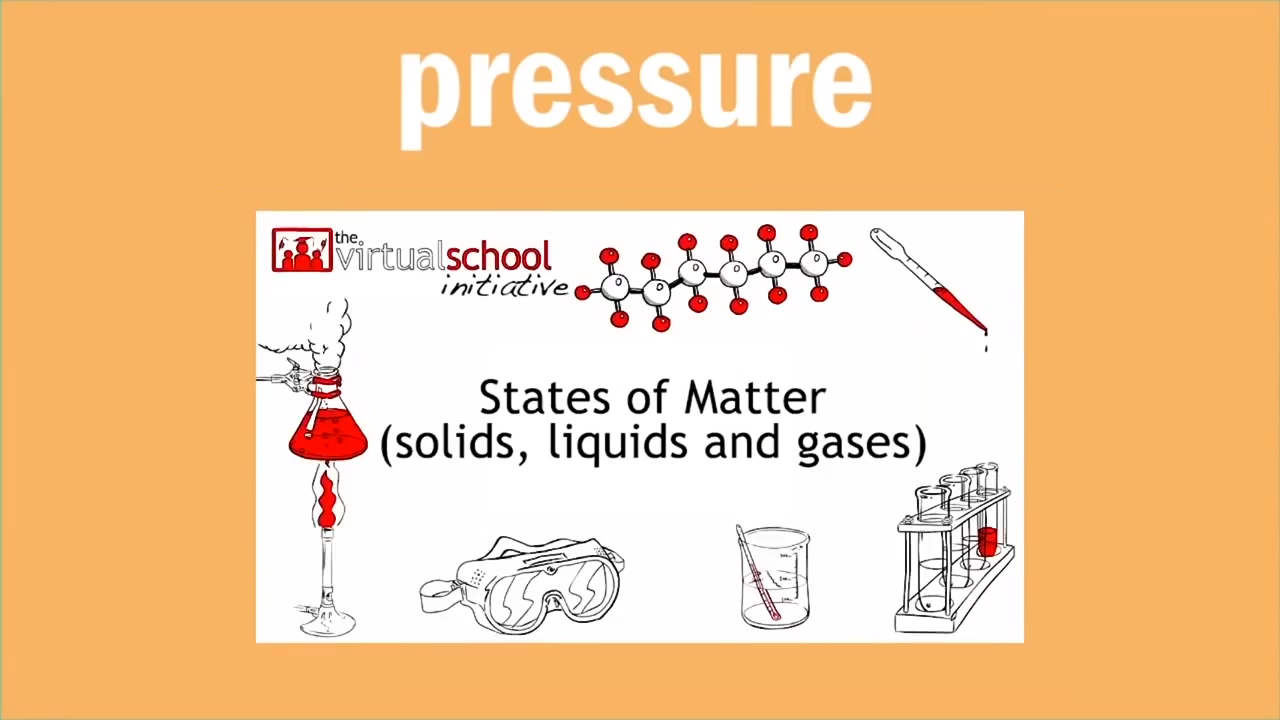 pressure
the
virtualschool
initiative
States of Matter
(solids, liquids and gases)